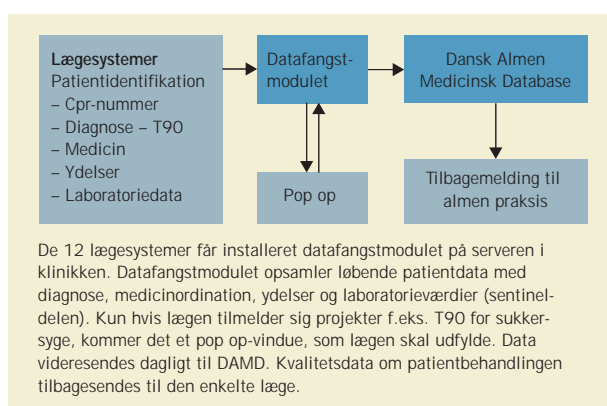 Lægesystemer
Patientidentifikation
– Cpr-nummer
– Diagnose – T90
– Medicin
– Ydelser
– Laboratoriedata
Datafangst-
modulet
Dansk Almen
Medicinsk Database
Pop op
Tilbagemelding til
almen praksis
De 12 lægesystemer får installeret datafangstmodulet på serveren i
klinikken. Datafangstmodulet opsamler løbende patientdata med
diagnose, medicinordination, ydelser og laboratorieværdier (sentinel-
delen). Kun hvis lægen tilmelder sig projekter f.eks. T90 for sukker-
syge, kommer det et pop op-vindue, som lægen skal udfylde. Data
videresendes dagligt til DAMD. Kvalitetsdata om patientbehandlingen
tilbagesendes til den enkelte læge.